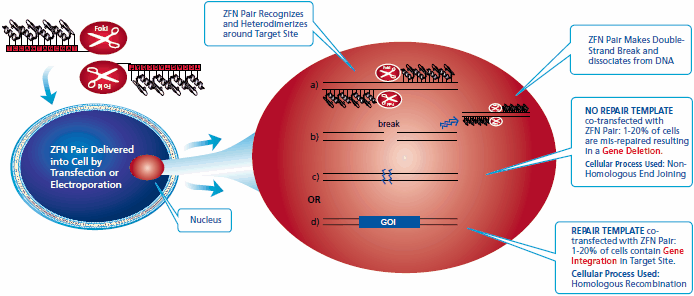 FokI
FokI
ZFN Pair Recognizes
and Heterodimerizes
around Target Site
ZFN Pair Makes Double-
Strand Break and
dissociates from DNA
ZFN Pair Delivered
into Cell by
Transfection or
Electroporation
Nucleus
a)
break
b)
c)
OR
d)
GOI
NO REPAIR TEMPLATE
co-transfected with
ZFN Pair: 1-20% of cells
are mis-repaired resulting
in a Gene Deletion.
Cellular Process Used: Non-
Homologous End Joining
REPAIR TEMPLATE co-
transfected with ZFN Pair:
1-20% of cells contain Gene
Integration in Target Site.
Cellular Process Used:
Homologous Recombination